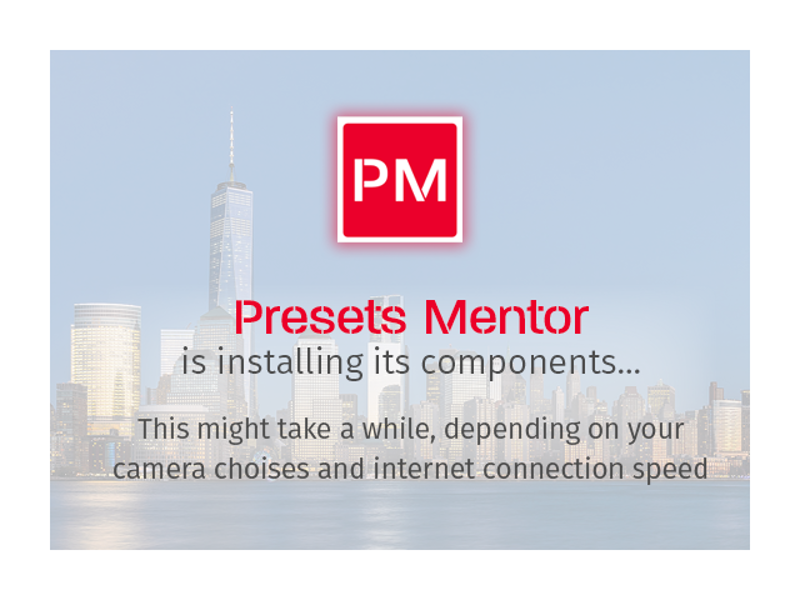 PM
Presets Mentor
is installing its components...
This might take a while, depending on your
camera choises and internet connection speed